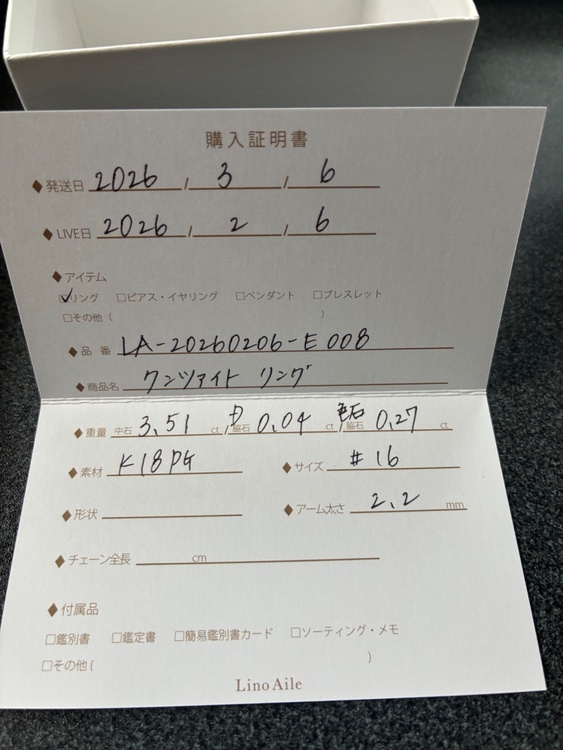 購入証明書
◆発送日 2026 / 3 / 6
◆LIVE日 2026 / 2 / 6
◆アイテム
☑リング □ピアス・イヤリング □ペンダント □ブレスレット
□その他 ( )
◆品 番 LA-20260206-E008
◆商品名 クンツァイト リング
◆重量 中石 3.51 ct / D 脇石 0.04 ct / 色石 脇石 0.27 ct
◆素材 K18PG ◆サイズ #16
◆形状 ◆アーム太さ 2.2 mm
◆チェーン全長 cm
◆付属品
□鑑別書 □鑑定書 □簡易鑑別書カード □ソーティング・メモ
□その他 ( )
Lino Aile